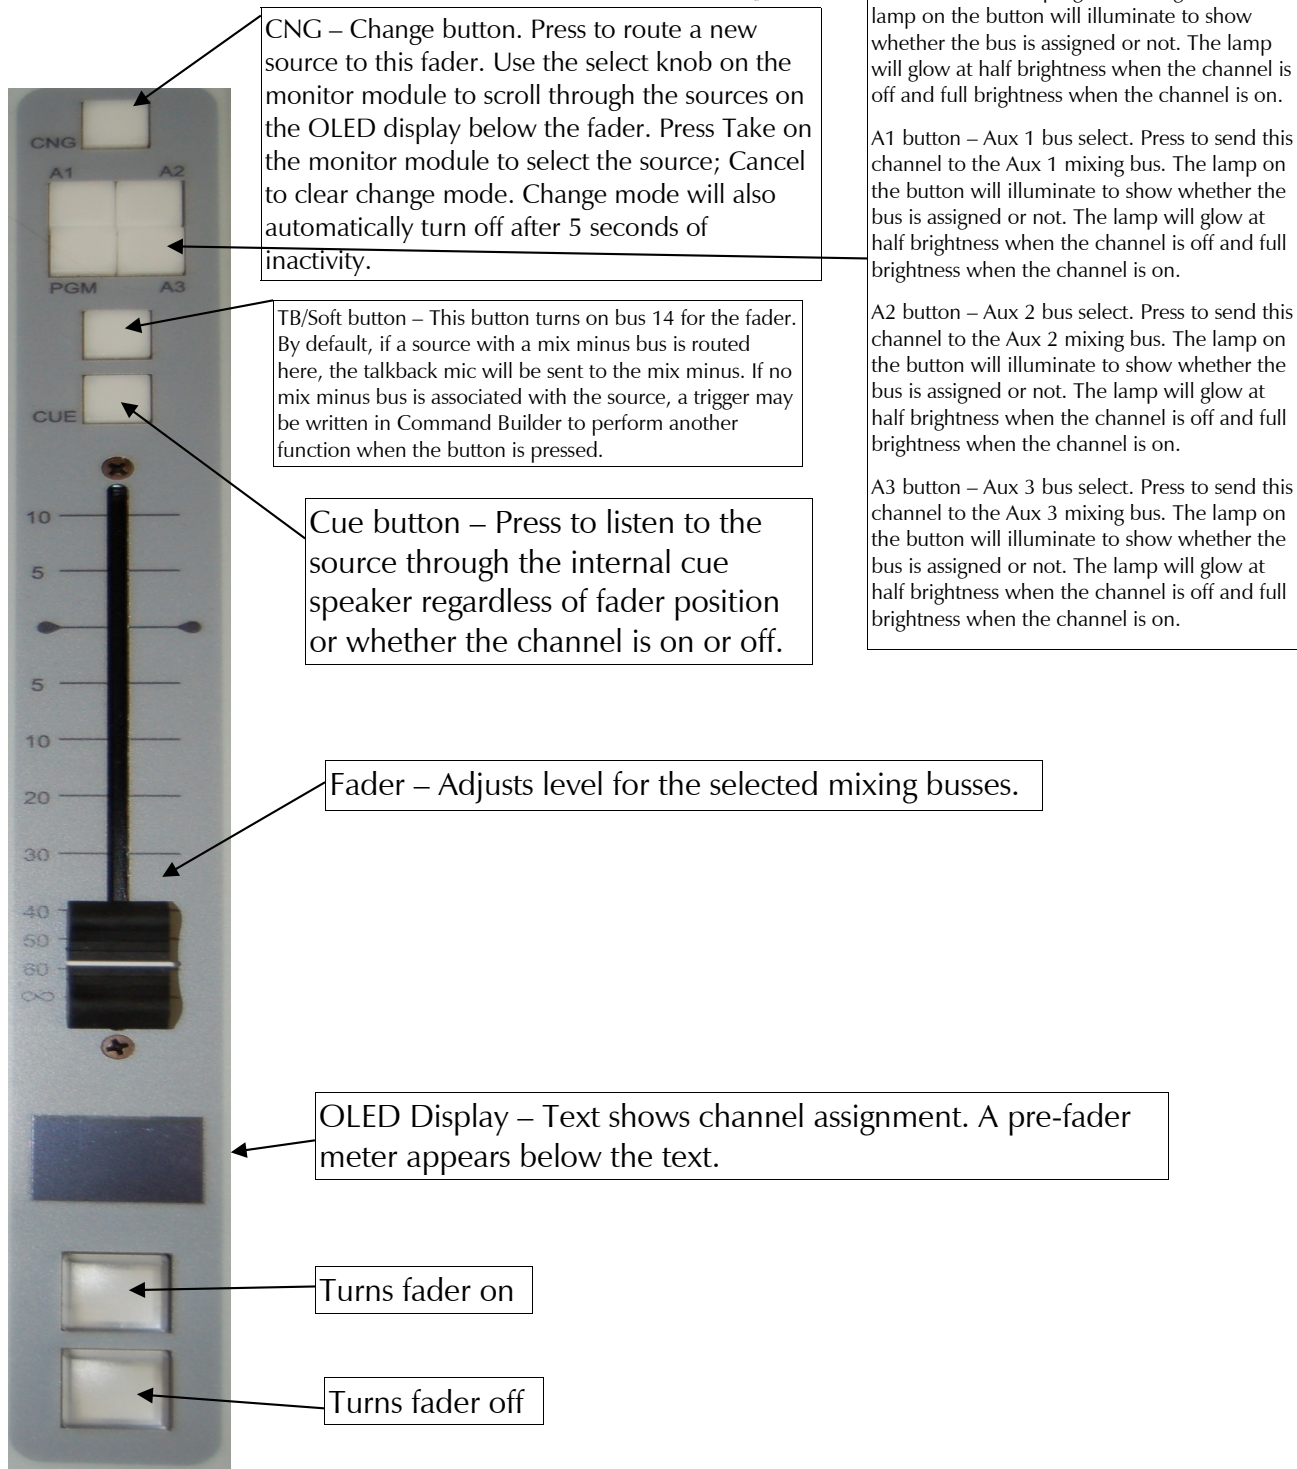 CNG – Change button. Press to route a new
source to this fader. Use the select knob on the
monitor module to scroll through the sources on
the OLED display below the fader. Press Take on
the monitor module to select the source; Cancel
to clear change mode. Change mode will also
automatically turn off after 5 seconds of
inactivity.
lamp on the button will illuminate to show
whether the bus is assigned or not. The lamp
will glow at half brightness when the channel is
off and full brightness when the channel is on.
A1 button – Aux 1 bus select. Press to send this
channel to the Aux 1 mixing bus. The lamp on
the button will illuminate to show whether the
bus is assigned or not. The lamp will glow at
half brightness when the channel is off and full
brightness when the channel is on.
A2 button – Aux 2 bus select. Press to send this
channel to the Aux 2 mixing bus. The lamp on
the button will illuminate to show whether the
bus is assigned or not. The lamp will glow at
half brightness when the channel is off and full
brightness when the channel is on.
A3 button – Aux 3 bus select. Press to send this
channel to the Aux 3 mixing bus. The lamp on
the button will illuminate to show whether the
bus is assigned or not. The lamp will glow at
half brightness when the channel is off and full
brightness when the channel is on.
CNG
A1 A2
PGM A3
TB/Soft button – This button turns on bus 14 for the fader.
By default, if a source with a mix minus bus is routed
here, the talkback mic will be sent to the mix minus. If no
mix minus bus is associated with the source, a trigger may
be written in Command Builder to perform another
function when the button is pressed.
CUE
Cue button – Press to listen to the
source through the internal cue
speaker regardless of fader position
or whether the channel is on or off.
10
5
5
10
20
30
40
50
60
∞
Fader – Adjusts level for the selected mixing busses.
OLED Display – Text shows channel assignment. A pre-fader
meter appears below the text.
Turns fader on
Turns fader off